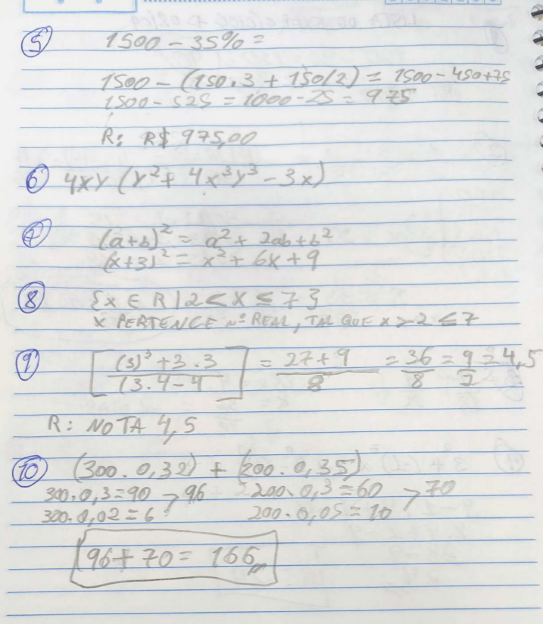 5 1500 - 35% =
1500 - (150.3 + 150/2) = 1500 - 450+75
1500 - 525 = 1000 - 25 = 975
R: R$ 975,00
6 4xy (y² + 4x³y³ - 3x)
7 (a+b)² = a² + 2ab + b²
(x+3)² = x² + 6x + 9
8 {x ∈ R | 2 < x ≤ 7}
x PERTENCE nº REAL, TAL QUE x > 2 ≤ 7
9 [(3)³ + 3.3 / (3.4 - 4] = 27 + 9 / 8 = 36/8 = 9/2 = 4,5
R: NOTA 4,5
10 (300. 0,32) + (200. 0,35)
300.0,3 = 90 > 96 200. 0,3 = 60 > 70
300.0,02 = 6 200. 0,05 = 10
96 + 70 = 166